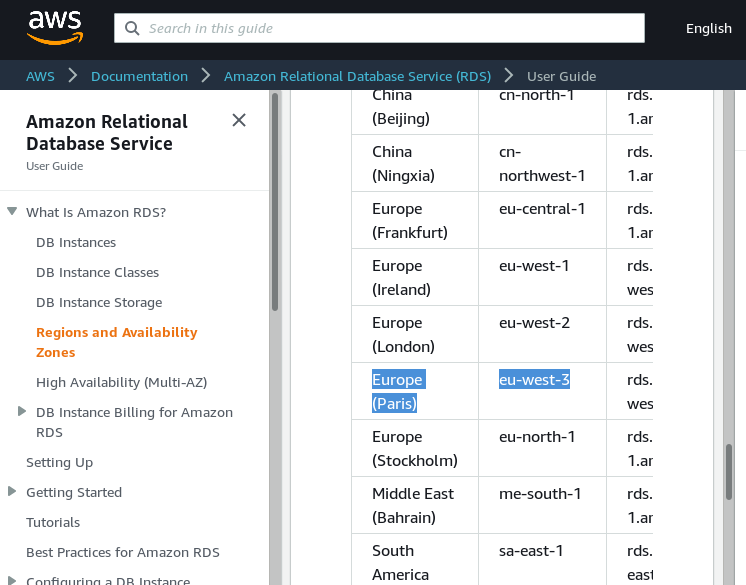 aws
Search in this guide
English
AWS
Documentation
Amazon Relational Database Service (RDS)
User Guide
Amazon Relational
Database Service
User Guide
What Is Amazon RDS?
DB Instances
DB Instance Classes
DB Instance Storage
Regions and Availability
Zones
High Availability (Multi-AZ)
DB Instance Billing for Amazon
RDS
Setting Up
Getting Started
Tutorials
Best Practices for Amazon RDS
Configuring a DB Instance
China
(Beijing)
cn-north-1
rds.
1.ar
China
(Ningxia)
cn-
northwest-1
rds.
1.ar
Europe
(Frankfurt)
eu-central-1
rds.
1.ar
Europe
(Ireland)
eu-west-1
rds.
wes
Europe
(London)
eu-west-2
rds.
wes
Europe
(Paris)
eu-west-3
rds.
wes
Europe
(Stockholm)
eu-north-1
rds.
1.ar
Middle East
(Bahrain)
me-south-1
rds.
1.ar
South
America
sa-east-1
rds.
east